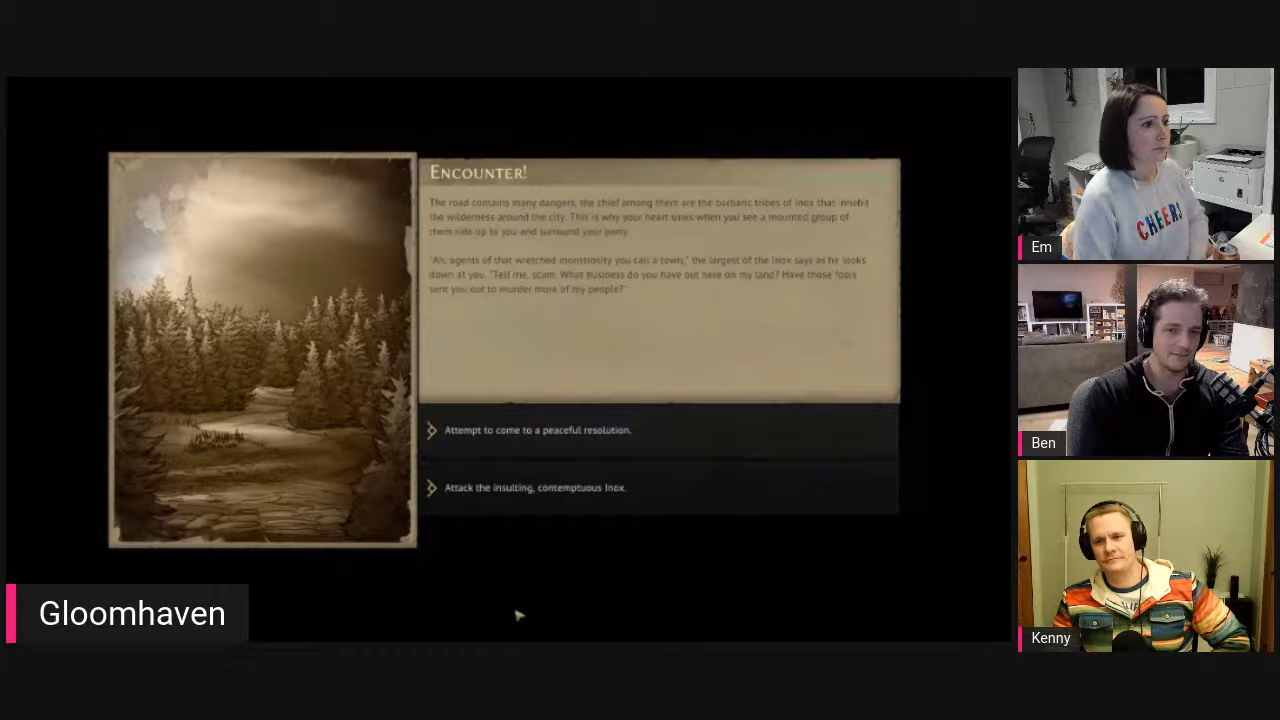 ENCOUNTER!
The road contains many dangers, the chief among them are the barbaric tribes of Inox that inhabit
the wilderness around the city. This is why your heart sinks when you see a mounted group of
them ride up to you and surround your party.
"Ah, agents of that wretched monstrosity you call a town," the largest of the Inox says as he looks
down at you. "Tell me, scum. What business do you have out here on my land? Have those fools
sent you out to murder more of my people?"
Attempt to come to a peaceful resolution.
Attack the insulting, contemptuous Inox.
Gloomhaven
CHEERS
Em
Ben
Kenny